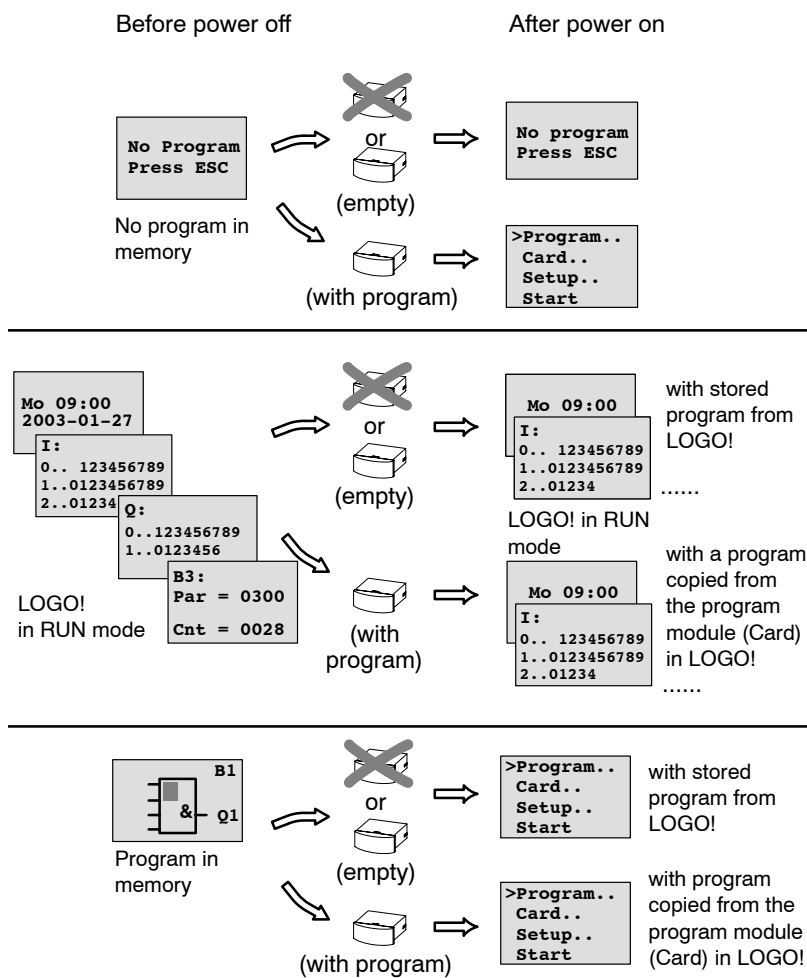 Before power off
After power on
No Program
Press ESC
No program in
memory
or
(empty)
No program
Press ESC
(with program)
>Program..
Card..
Setup..
Start
Mo 09:00
2003-01-27
I:
0.. 123456789
1..0123456789
2..01234
Q:
0..123456789
1..0123456
B3:
Par = 0300
Cnt = 0028
LOGO!
in RUN mode
or
(empty)
Mo 09:00
I:
0.. 123456789
1..0123456789
2..01234
with stored
program from
LOGO!
......
LOGO! in RUN
mode
(with
program)
Mo 09:00
I:
0.. 123456789
1..0123456789
2..01234
with a program
copied from
the program
module (Card)
in LOGO!
......
B1
&
Q1
Program in
memory
or
(empty)
>Program..
Card..
Setup..
Start
with stored
program from
LOGO!
(with program)
>Program..
Card..
Setup..
Start
with program
copied from the
program module
(Card) in LOGO!